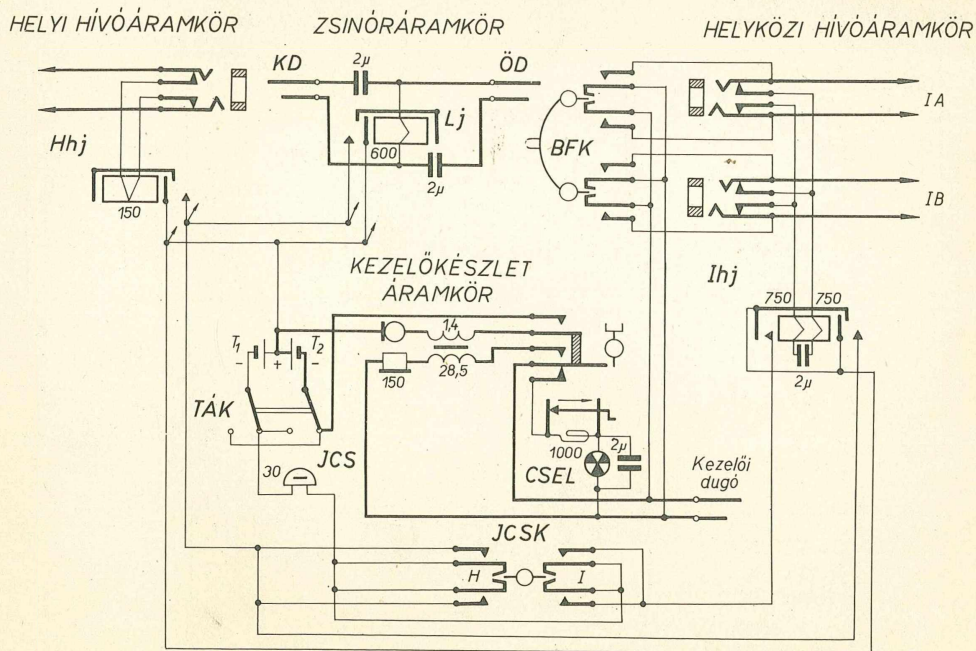 HELYI HÍVÓÁRAMKÖR
ZSINÓRÁRAMKÖR
HELYKÖZI HÍVÓÁRAMKÖR
KD
2μ
ÖD
Lj
600
2μ
Hhj
150
BFK
IA
IB
KEZELŐKÉSZLET
ÁRAMKÖR
Ihj
750 750
2μ
T1 T2
- + -
1,4
150
28,5
TÁK
JCS
30
1000
2μ
CSEL
Kezelői
dugó
JCSK
H
I